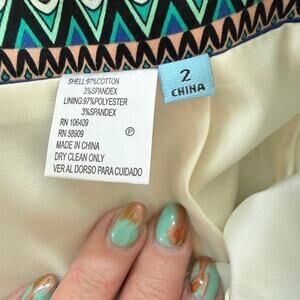 SHELL:97%COTTON
3%SPANDEX
LINING:97%POLYESTER
3%SPANDEX
RN 106409
RN 58909
MADE IN CHINA
DRY CLEAN ONLY
VER AL DORSO PARA CUIDADO
P
2
CHINA